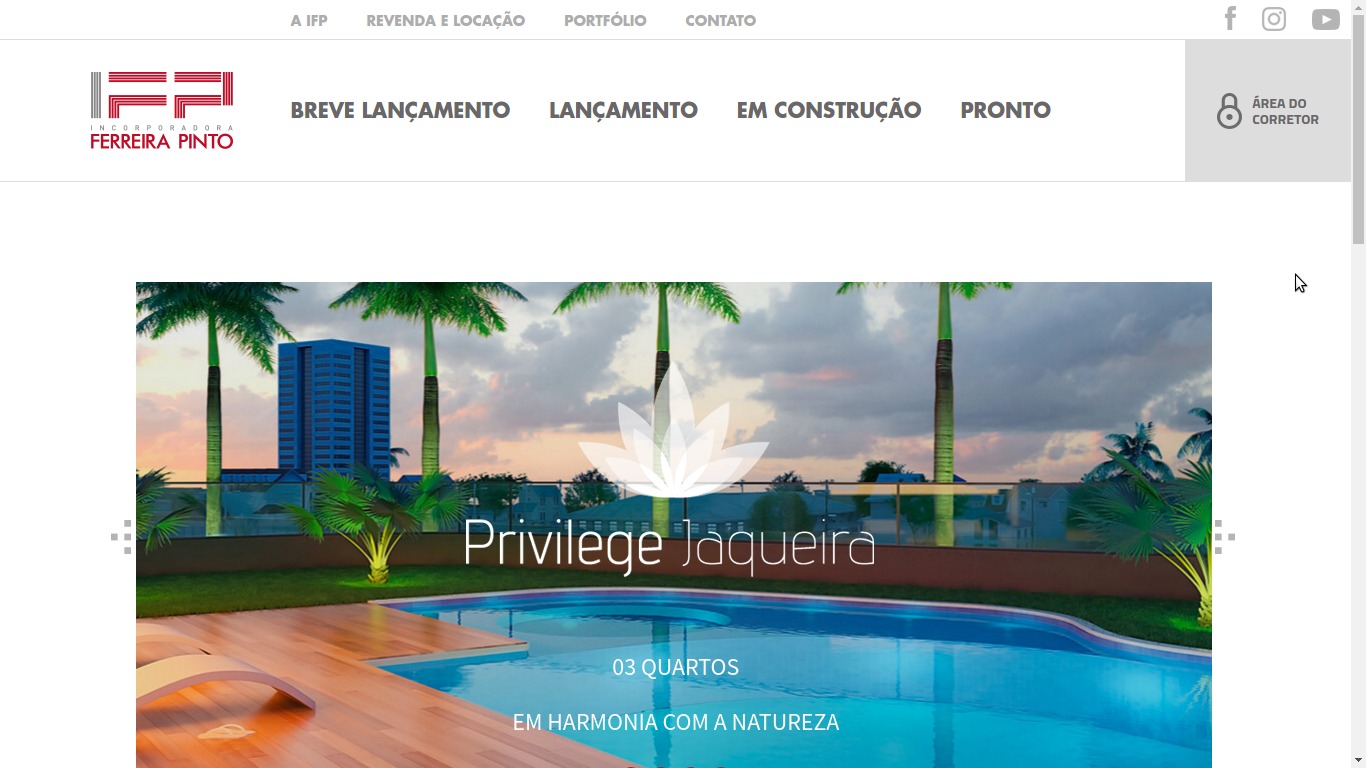 A IFP REVENDA E LOCAÇÃO PORTFÓLIO CONTATO
INCORPORADORA
FERREIRA PINTO
BREVE LANÇAMENTO LANÇAMENTO EM CONSTRUÇÃO PRONTO
ÁREA DO
CORRETOR
Privilege Jaqueira
03 QUARTOS
EM HARMONIA COM A NATUREZA